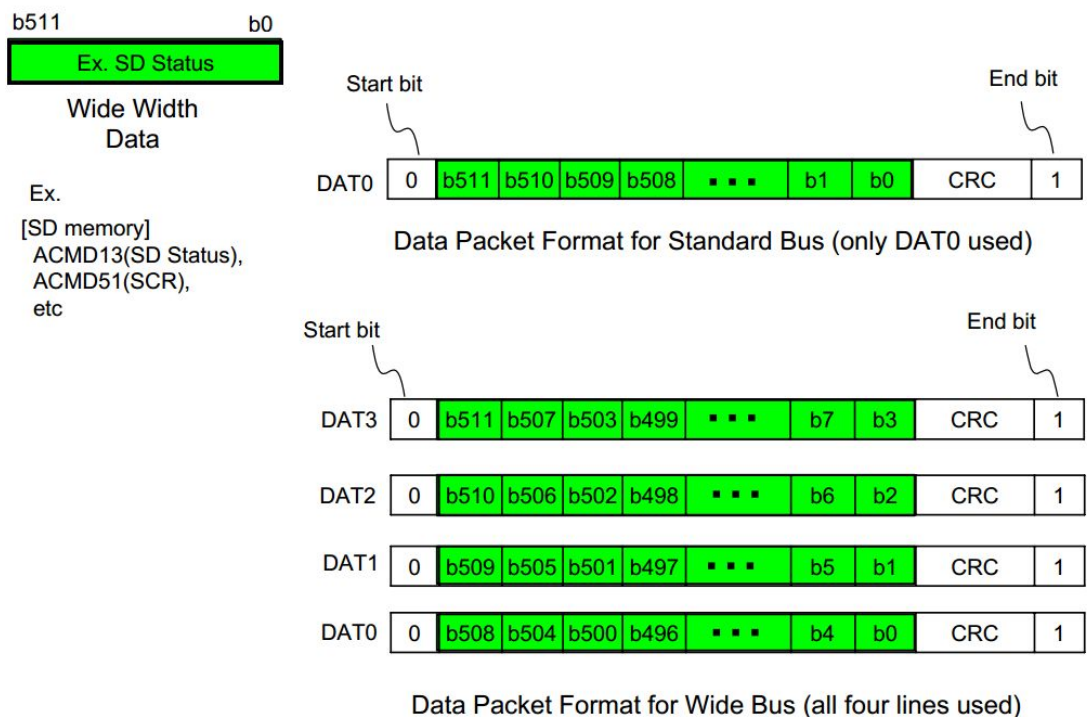 b511 b0
Ex. SD Status
Wide Width
Data
Ex.
[SD memory]
ACMD13(SD Status),
ACMD51(SCR),
etc
Start bit End bit
DAT0 0 b511 b510 b509 b508 ▪ ▪ ▪ b1 b0 CRC 1
Data Packet Format for Standard Bus (only DAT0 used)
Start bit End bit
DAT3 0 b511 b507 b503 b499 ▪ ▪ ▪ b7 b3 CRC 1
DAT2 0 b510 b506 b502 b498 ▪ ▪ ▪ b6 b2 CRC 1
DAT1 0 b509 b505 b501 b497 ▪ ▪ ▪ b5 b1 CRC 1
DAT0 0 b508 b504 b500 b496 ▪ ▪ ▪ b4 b0 CRC 1
Data Packet Format for Wide Bus (all four lines used)